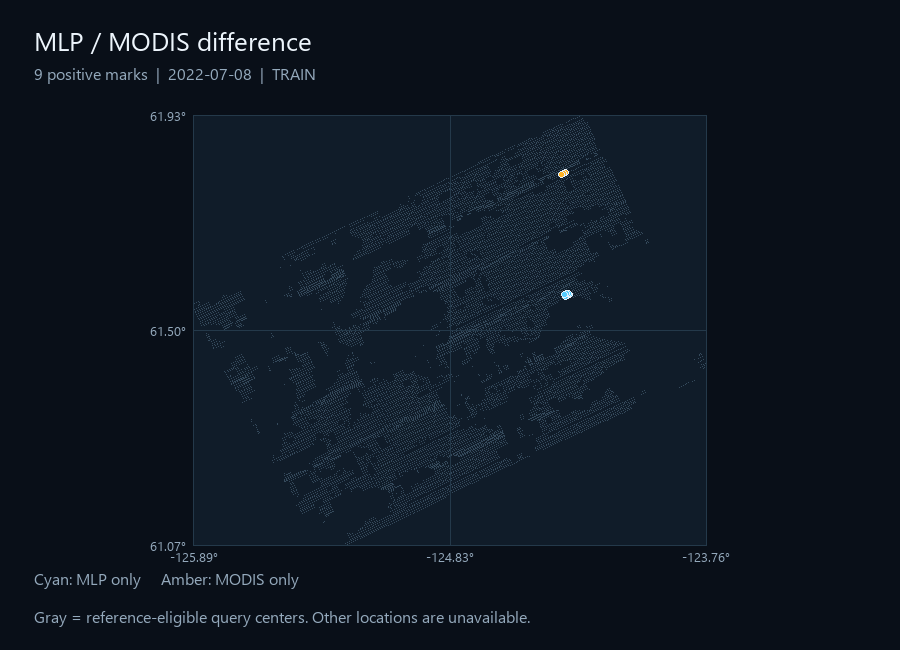 MLP / MODIS difference
9 positive marks | 2022-07-08 | TRAIN
61.93°
61.50°
61.07°
-125.89° -124.83° -123.76°
Cyan: MLP only Amber: MODIS only
Gray = reference-eligible query centers. Other locations are unavailable.